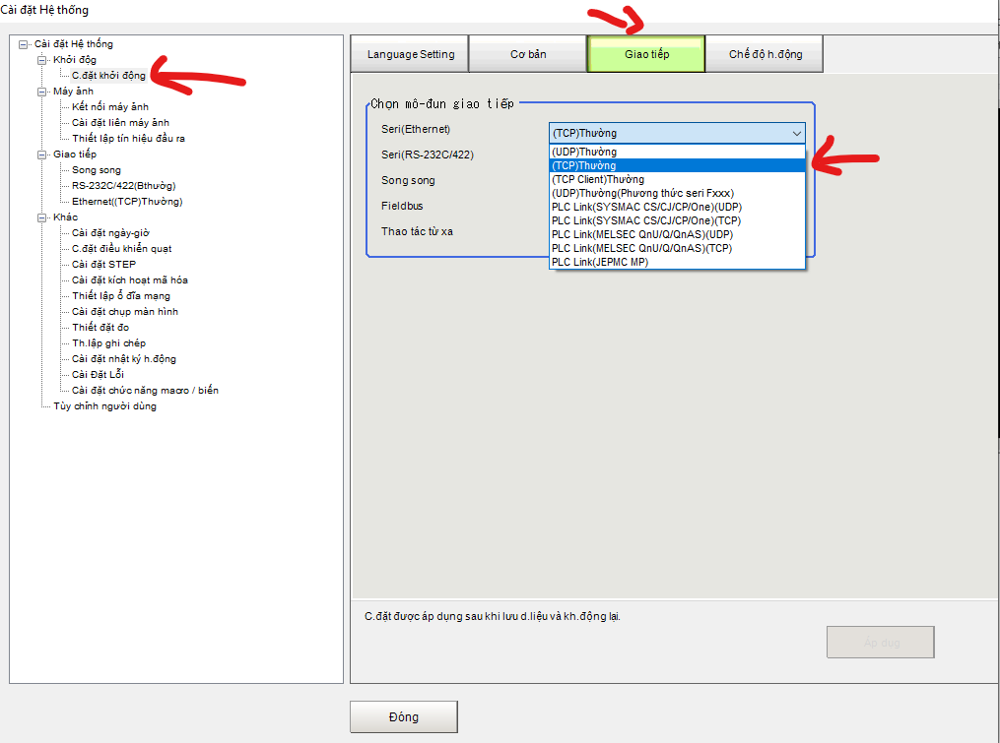 Cài đặt Hệ thống
Cài đặt Hệ thống
Khởi độg
C.đặt khởi động
Máy ảnh
Kết nối máy ảnh
Cài đặt liên máy ảnh
Thiết lập tín hiệu đầu ra
Giao tiếp
Song song
RS-232C/422(Bthườg)
Ethernet((TCP)Thường)
Khác
Cài đặt ngày-giờ
C.đặt điều khiển quạt
Cài đặt STEP
Cài đặt kích hoạt mã hóa
Thiết lập ổ đĩa mạng
Cài đặt chụp màn hình
Thiết đặt đo
Th.lập ghi chép
Cài đặt nhật ký h.động
Cài Đặt Lỗi
Cài đặt chức năng macro / biến
Tùy chỉnh người dùng
Language Setting
Cơ bản
Giao tiếp
Chế độ h.động
Chọn mô-đun giao tiếp
Seri(Ethernet)
(TCP)Thường
Seri(RS-232C/422)
Song song
Fieldbus
Thao tác từ xa
(UDP)Thường
(TCP)Thường
(TCP Client)Thường
(UDP)Thường(Phương thức seri Fxxx)
PLC Link(SYSMAC CS/CJ/CP/One)(UDP)
PLC Link(SYSMAC CS/CJ/CP/One)(TCP)
PLC Link(MELSEC QnU/Q/QnAS)(UDP)
PLC Link(MELSEC QnU/Q/QnAS)(TCP)
PLC Link(JEPMC MP)
C.đặt được áp dụng sau khi lưu d.liệu và kh.động lại.
Áp dụg
Đóng